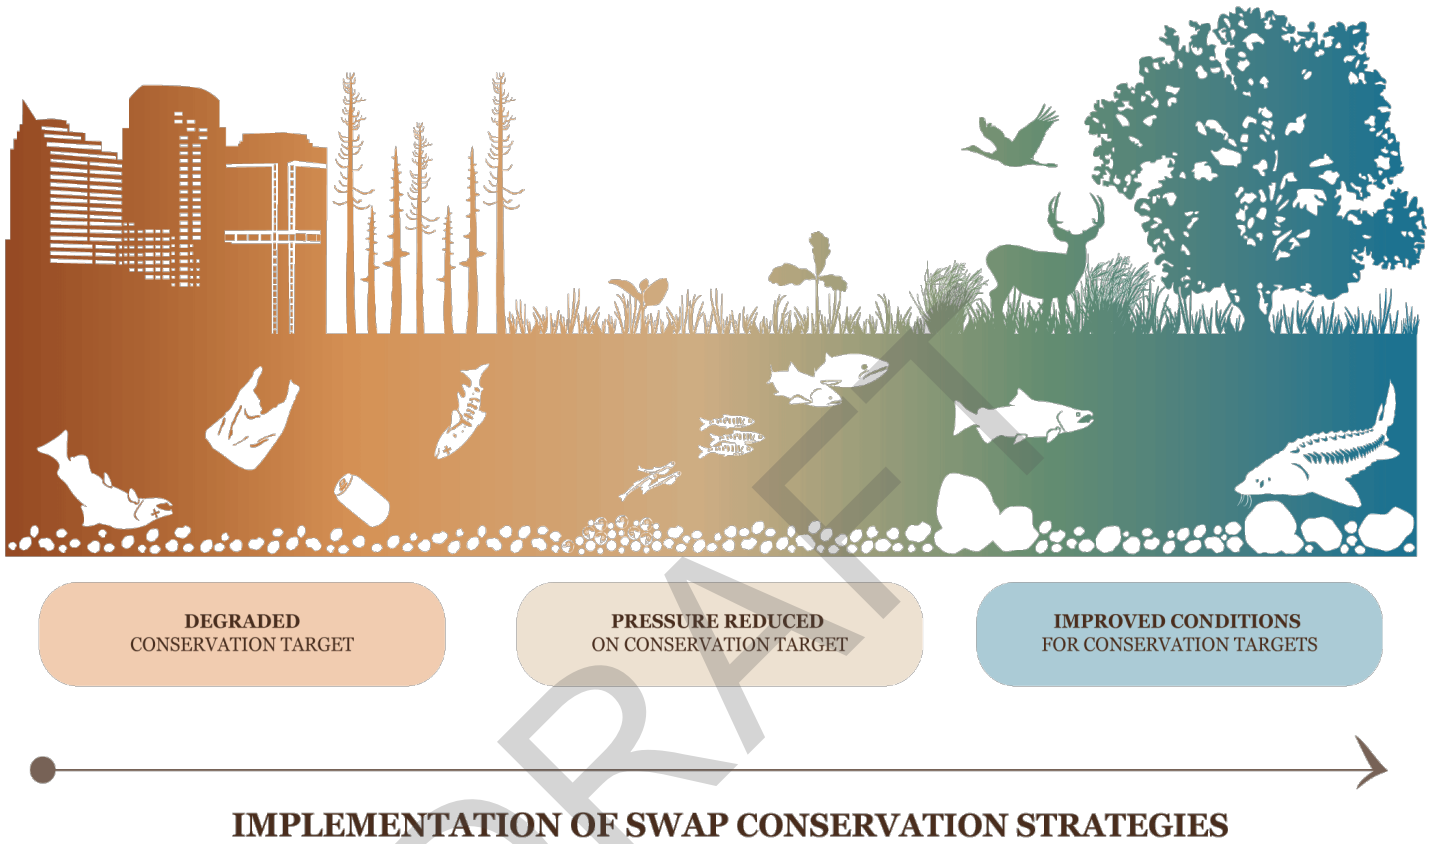 DEGRADED
CONSERVATION TARGET
PRESSURE REDUCED
ON CONSERVATION TARGET
IMPROVED CONDITIONS
FOR CONSERVATION TARGETS
IMPLEMENTATION OF SWAP CONSERVATION STRATEGIES
DRAFT